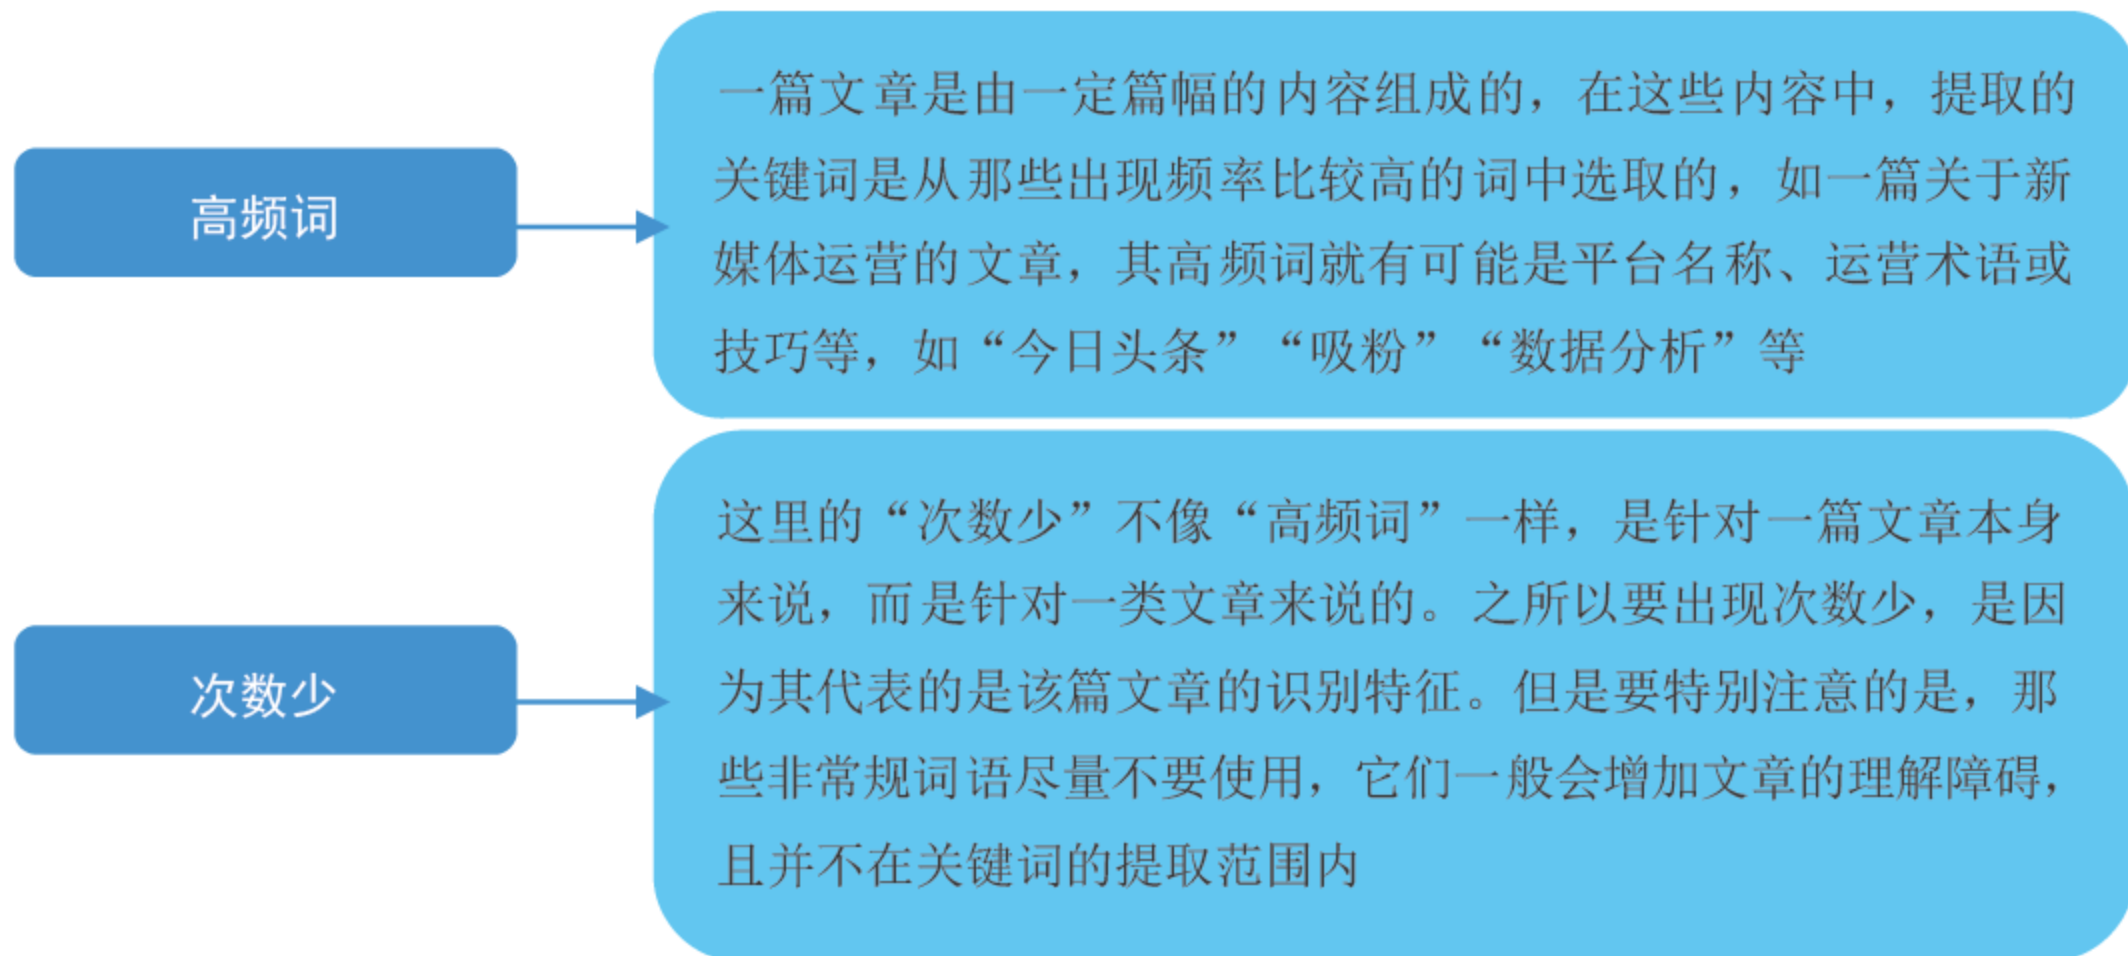 高频词
一篇文章是由一定篇幅的内容组成的，在这些内容中，提取的
关键词是从那些出现频率比较高的词中选取的，如一篇关于新
媒体运营的文章，其高频词就有可能是平台名称、运营术语或
技巧等，如“今日头条”“吸粉”“数据分析”等
次数少
这里的“次数少”不像“高频词”一样，是针对一篇文章本身
来说，而是针对一类文章来说的。之所以要出现次数少，是因
为其代表的是该篇文章的识别特征。但是要特别注意的是，那
些非常规词语尽量不要使用，它们一般会增加文章的理解障碍，
且并不在关键词的提取范围内